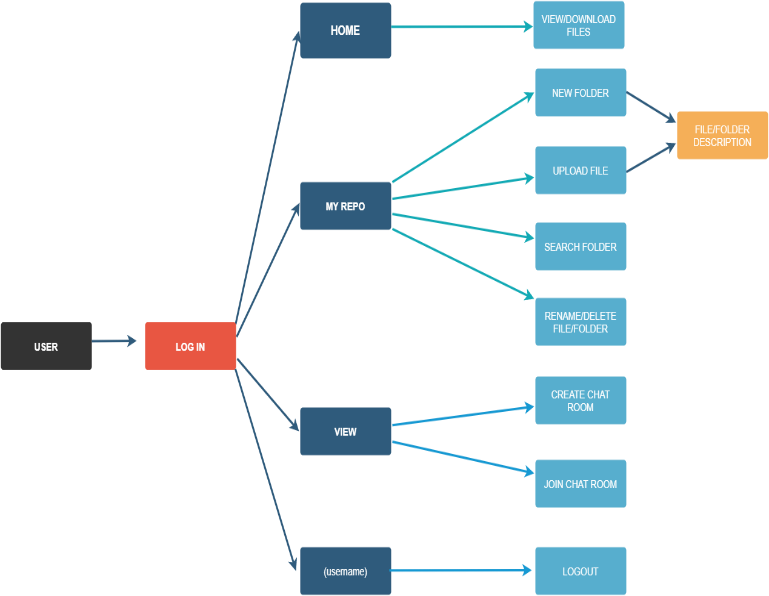 HOME
VIEW/DOWNLOAD
FILES
NEW FOLDER
FILE/FOLDER
DESCRIPTION
UPLOAD FILE
MY REPO
SEARCH FOLDER
RENAME/DELETE
FILE/FOLDER
USER
LOG IN
CREATE CHAT
ROOM
VIEW
JOIN CHAT ROOM
(username)
LOGOUT